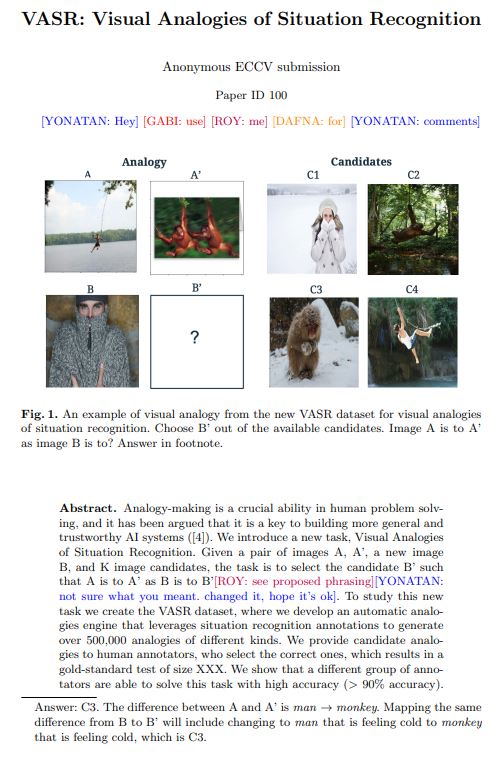 VASR: Visual Analogies of Situation Recognition
Anonymous ECCV submission
Paper ID 100
[YONATAN: Hey] [GABI: use] [ROY: me] [DAFNA: for] [YONATAN: comments]
Analogy
Candidates
A
A'
C1
C2
B
B'
C3
C4
?
Fig. 1. An example of visual analogy from the new VASR dataset for visual analogies
of situation recognition. Choose B' out of the available candidates. Image A is to A'
as image B is to? Answer in footnote.
Abstract. Analogy-making is a crucial ability in human problem solv-
ing, and it has been argued that it is a key to building more general and
trustworthy AI systems ([4]). We introduce a new task, Visual Analogies
of Situation Recognition. Given a pair of images A, A', a new image
B, and K image candidates, the task is to select the candidate B' such
that A is to A' as B is to B'[ROY: see proposed phrasing][YONATAN:
not sure what you meant. changed it, hope it's ok]. To study this new
task we create the VASR dataset, where we develop an automatic analo-
gies engine that leverages situation recognition annotations to generate
over 500,000 analogies of different kinds. We provide candidate analo-
gies to human annotators, who select the correct ones, which results in a
gold-standard test of size XXX. We show that a different group of anno-
tators are able to solve this task with high accuracy (> 90% accuracy).
Answer: C3. The difference between A and A' is man → monkey. Mapping the same
difference from B to B' will include changing to man that is feeling cold to monkey
that is feeling cold, which is C3.